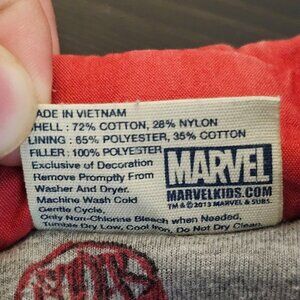 MADE IN VIETNAM
SHELL : 72% COTTON, 28% NYLON
LINING : 65% POLYESTER, 35% COTTON
FILLER : 100% POLYESTER
Exclusive of Decoration
Remove Promptly From
Washer And Dryer.
Machine Wash Cold
Gentle Cycle,
Only Non-Chlorine Bleach when Needed,
Tumble Dry Low, Cool Iron, Do Not Dry Clean.
MARVEL
MARVELKIDS.COM
TM & © 2013 MARVEL & SUBS.